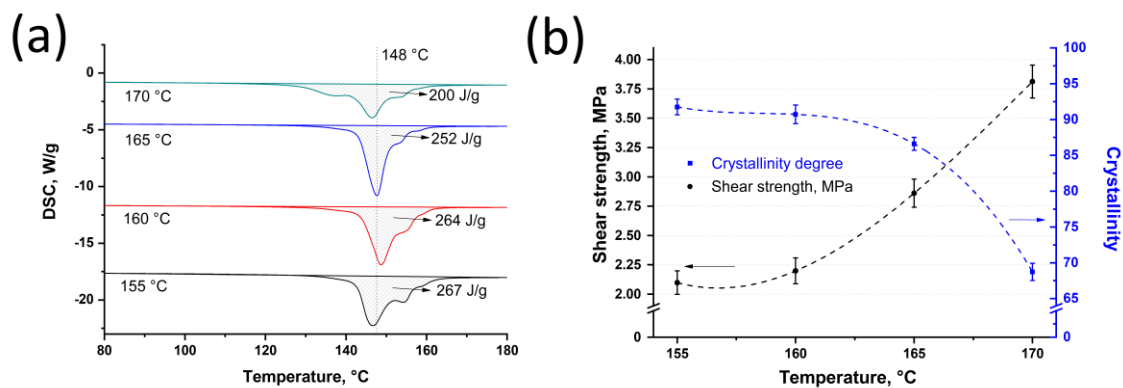 (a)
148 °C
170 °C
200 J/g
165 °C
252 J/g
160 °C
264 J/g
155 °C
267 J/g
0
-5
-10
-15
-20
DSC, W/g
80 100 120 140 160 180
Temperature, °C
(b)
4.00
3.75
3.50
3.25
3.00
2.75
2.50
2.25
2.00
0
Shear strength, MPa
Crystallinity degree
Shear strength, MPa
100
95
90
85
80
75
70
65
0
Crystallinity
155 160 165 170
Temperature, °C